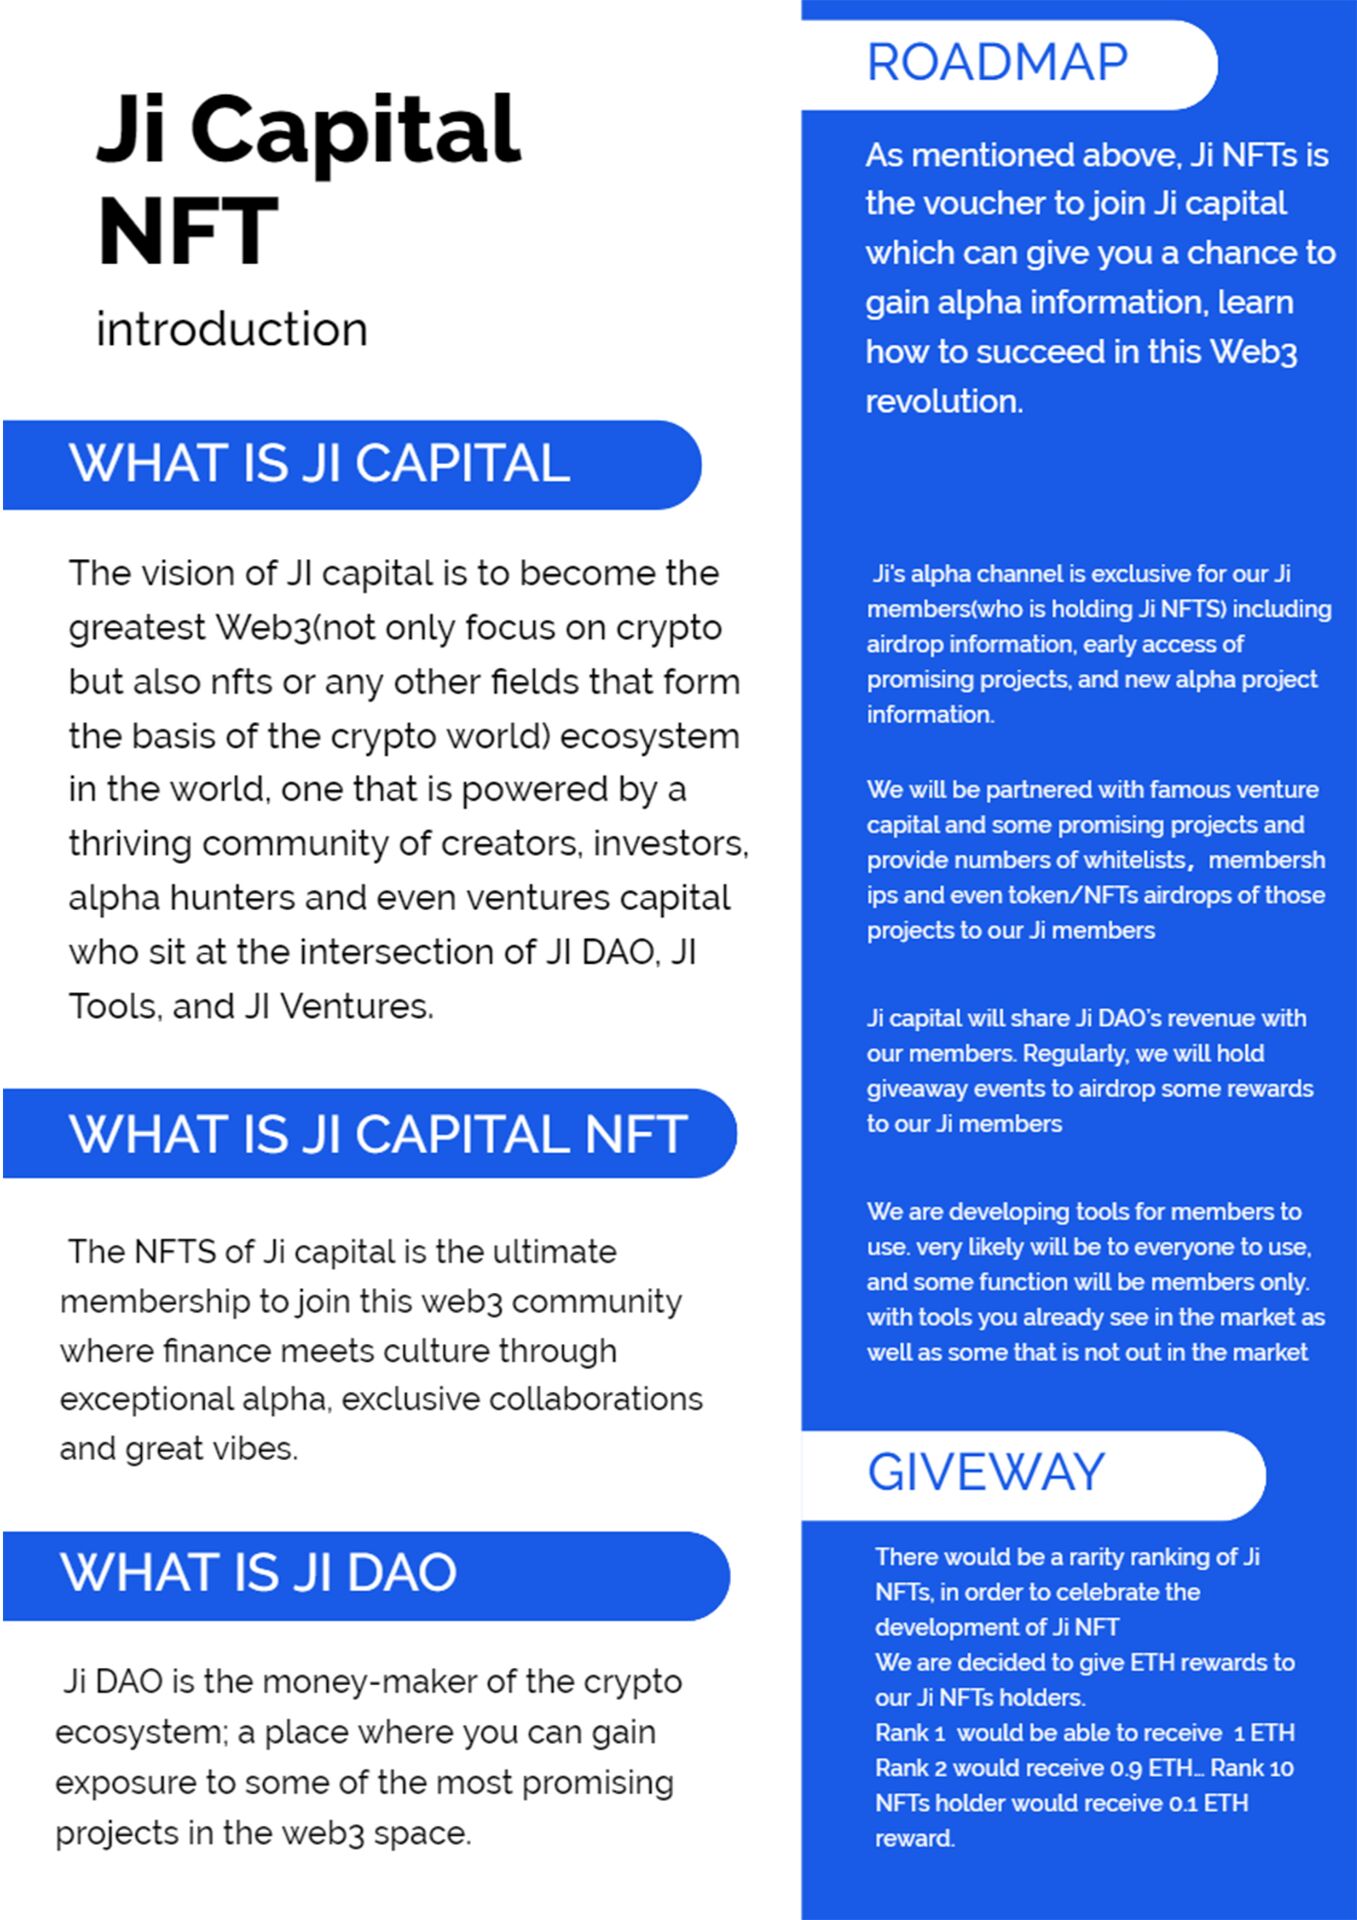 Ji Capital
NFT
introduction
WHAT IS JI CAPITAL
The vision of JI capital is to become the
greatest Web3(not only focus on crypto
but also nfts or any other fields that form
the basis of the crypto world) ecosystem
in the world, one that is powered by a
thriving community of creators, investors,
alpha hunters and even ventures capital
who sit at the intersection of JI DAO, JI
Tools, and JI Ventures.
WHAT IS JI CAPITAL NFT
The NFTS of Ji capital is the ultimate
membership to join this web3 community
where finance meets culture through
exceptional alpha, exclusive collaborations
and great vibes.
WHAT IS JI DAO
Ji DAO is the money-maker of the crypto
ecosystem; a place where you can gain
exposure to some of the most promising
projects in the web3 space.
ROADMAP
As mentioned above, Ji NFTs is
the voucher to join Ji capital
which can give you a chance to
gain alpha information, learn
how to succeed in this Web3
revolution.
Ji's alpha channel is exclusive for our Ji
members(who is holding Ji NFTS) including
airdrop information, early access of
promising projects, and new alpha project
information.
We will be partnered with famous venture
capital and some promising projects and
provide numbers of whitelists，membersh
ips and even token/NFTs airdrops of those
projects to our Ji members
Ji capital will share Ji DAO's revenue with
our members. Regularly, we will hold
giveaway events to airdrop some rewards
to our Ji members
We are developing tools for members to
use. very likely will be to everyone to use,
and some function will be members only.
with tools you already see in the market as
well as some that is not out in the market
GIVEWAY
There would be a rarity ranking of Ji
NFTs, in order to celebrate the
development of Ji NFT
We are decided to give ETH rewards to
our Ji NFTs holders.
Rank 1 would be able to receive 1 ETH
Rank 2 would receive 0.9 ETH… Rank 10
NFTs holder would receive 0.1 ETH
reward.